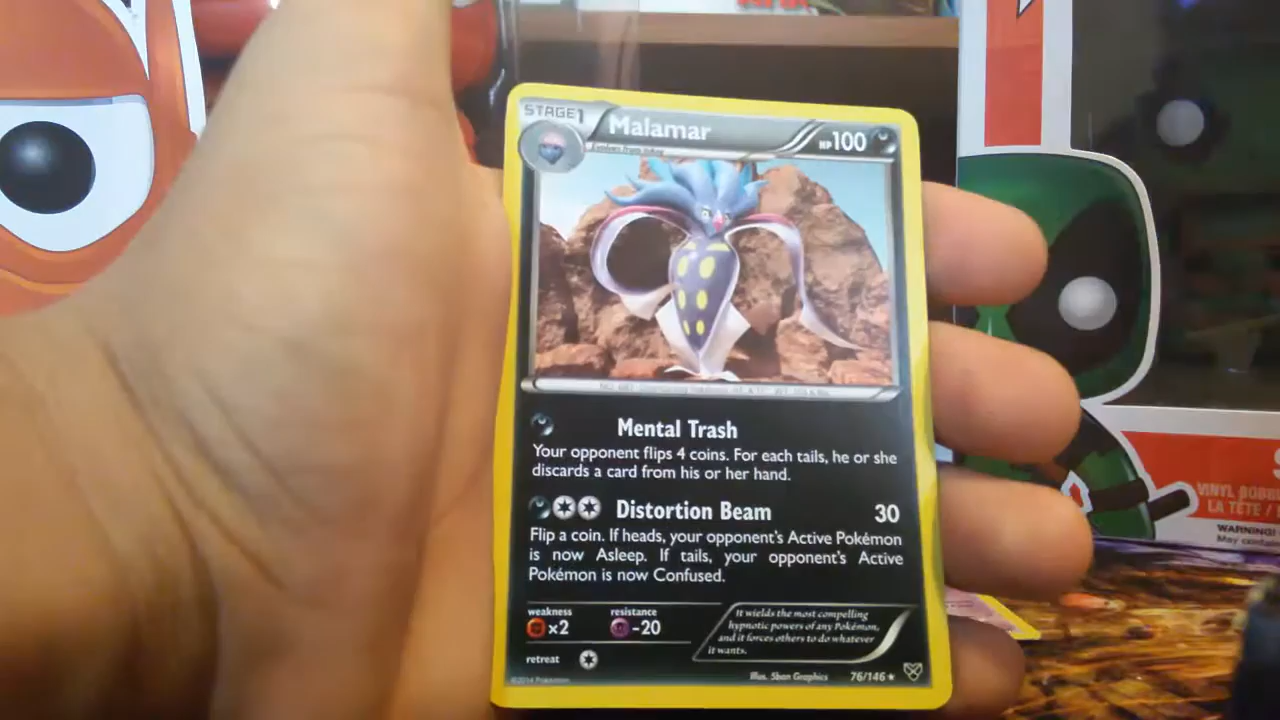 STAGE1
Malamar
HP100
Evolves from Inkay
Mental Trash
Your opponent flips 4 coins. For each tails, he or she
discards a card from his or her hand.
Distortion Beam 30
Flip a coin. If heads, your opponent's Active Pokémon
is now Asleep. If tails, your opponent's Active
Pokémon is now Confused.
weakness resistance
×2 -20
retreat
It wields the most compelling
hypnotic powers of any Pokémon,
and it forces others to do whatever
it wants.
©2014 Pokémon
Illus. 5ban Graphics
76/146★
VINYL BOBB
LA TÊTE /
WARNING!
May contain